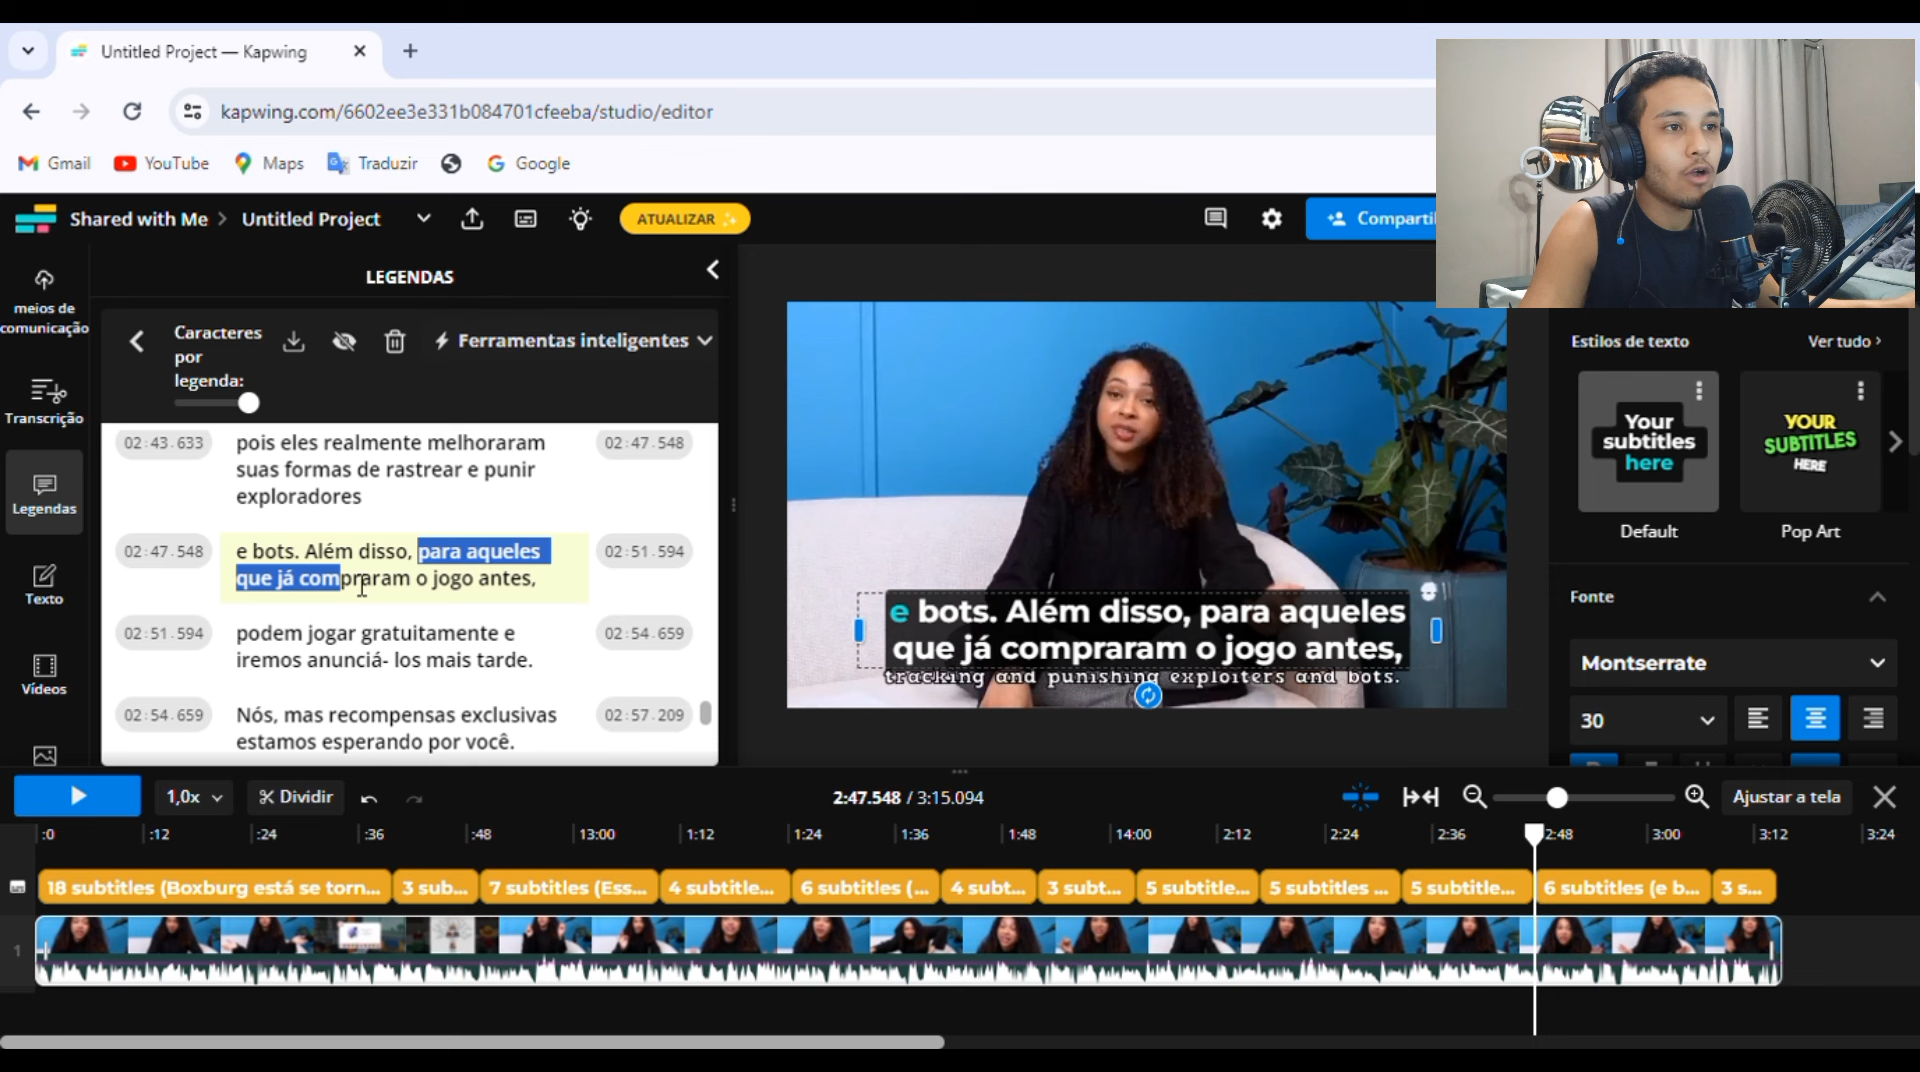 Untitled Project — Kapwing
kapwing.com/6602ee3e331b084701cfeeba/studio/editor
Gmail
YouTube
Maps
Traduzir
Google
Shared with Me > Untitled Project
ATUALIZAR
Compartil
meios de
comunicação
Transcrição
Legendas
Texto
Vídeos
LEGENDAS
Caracteres
por
legenda:
Ferramentas inteligentes
02:43.633
pois eles realmente melhoraram
suas formas de rastrear e punir
exploradores
02:47.548
02:47.548
e bots. Além disso, para aqueles
que já compraram o jogo antes,
02:51.594
02:51.594
podem jogar gratuitamente e
iremos anunciá- los mais tarde.
02:54.659
02:54.659
Nós, mas recompensas exclusivas
estamos esperando por você.
02:57.209
e bots. Além disso, para aqueles
que já compraram o jogo antes,
tracking and punishing exploiters and bots.
Estilos de texto
Ver tudo >
Your
subtitles
here
Default
YOUR
SUBTITLES
HERE
Pop Art
Fonte
Montserrate
30
1,0x
Dividir
2:47.548 / 3:15.094
Ajustar a tela
:0
:12
:24
:36
:48
13:00
1:12
1:24
1:36
1:48
14:00
2:12
2:24
2:36
2:48
3:00
3:12
3:24
18 subtitles (Boxburg está se torn...
3 sub...
7 subtitles (Ess...
4 subtitle...
6 subtitles (...
4 subt...
3 subt...
5 subtitle...
5 subtitles ...
5 subtitle...
6 subtitles (e b...
3 s...
1